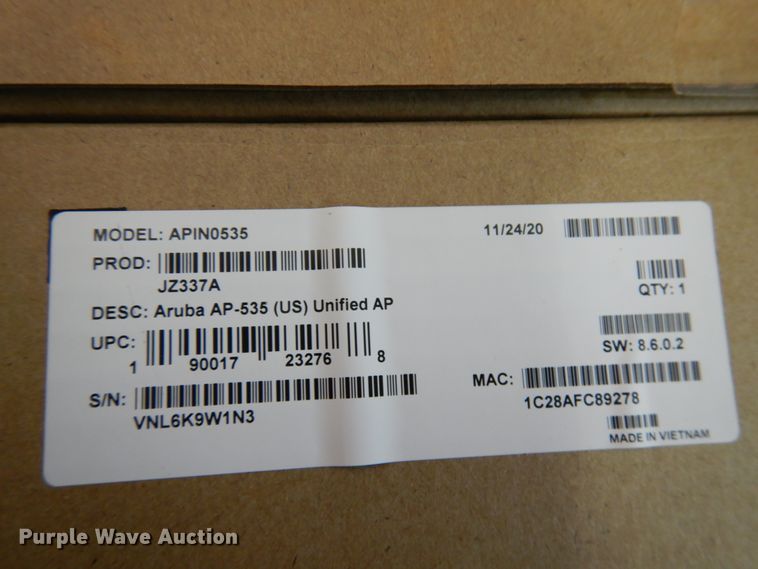 MODEL: APIN0535
11/24/20
PROD:
JZ337A
QTY: 1
DESC: Aruba AP-535 (US) Unified AP
UPC:
1 90017 23276 8
SW: 8.6.0.2
S/N:
VNL6K9W1N3
MAC:
1C28AFC89278
MADE IN VIETNAM
Purple Wave Auction